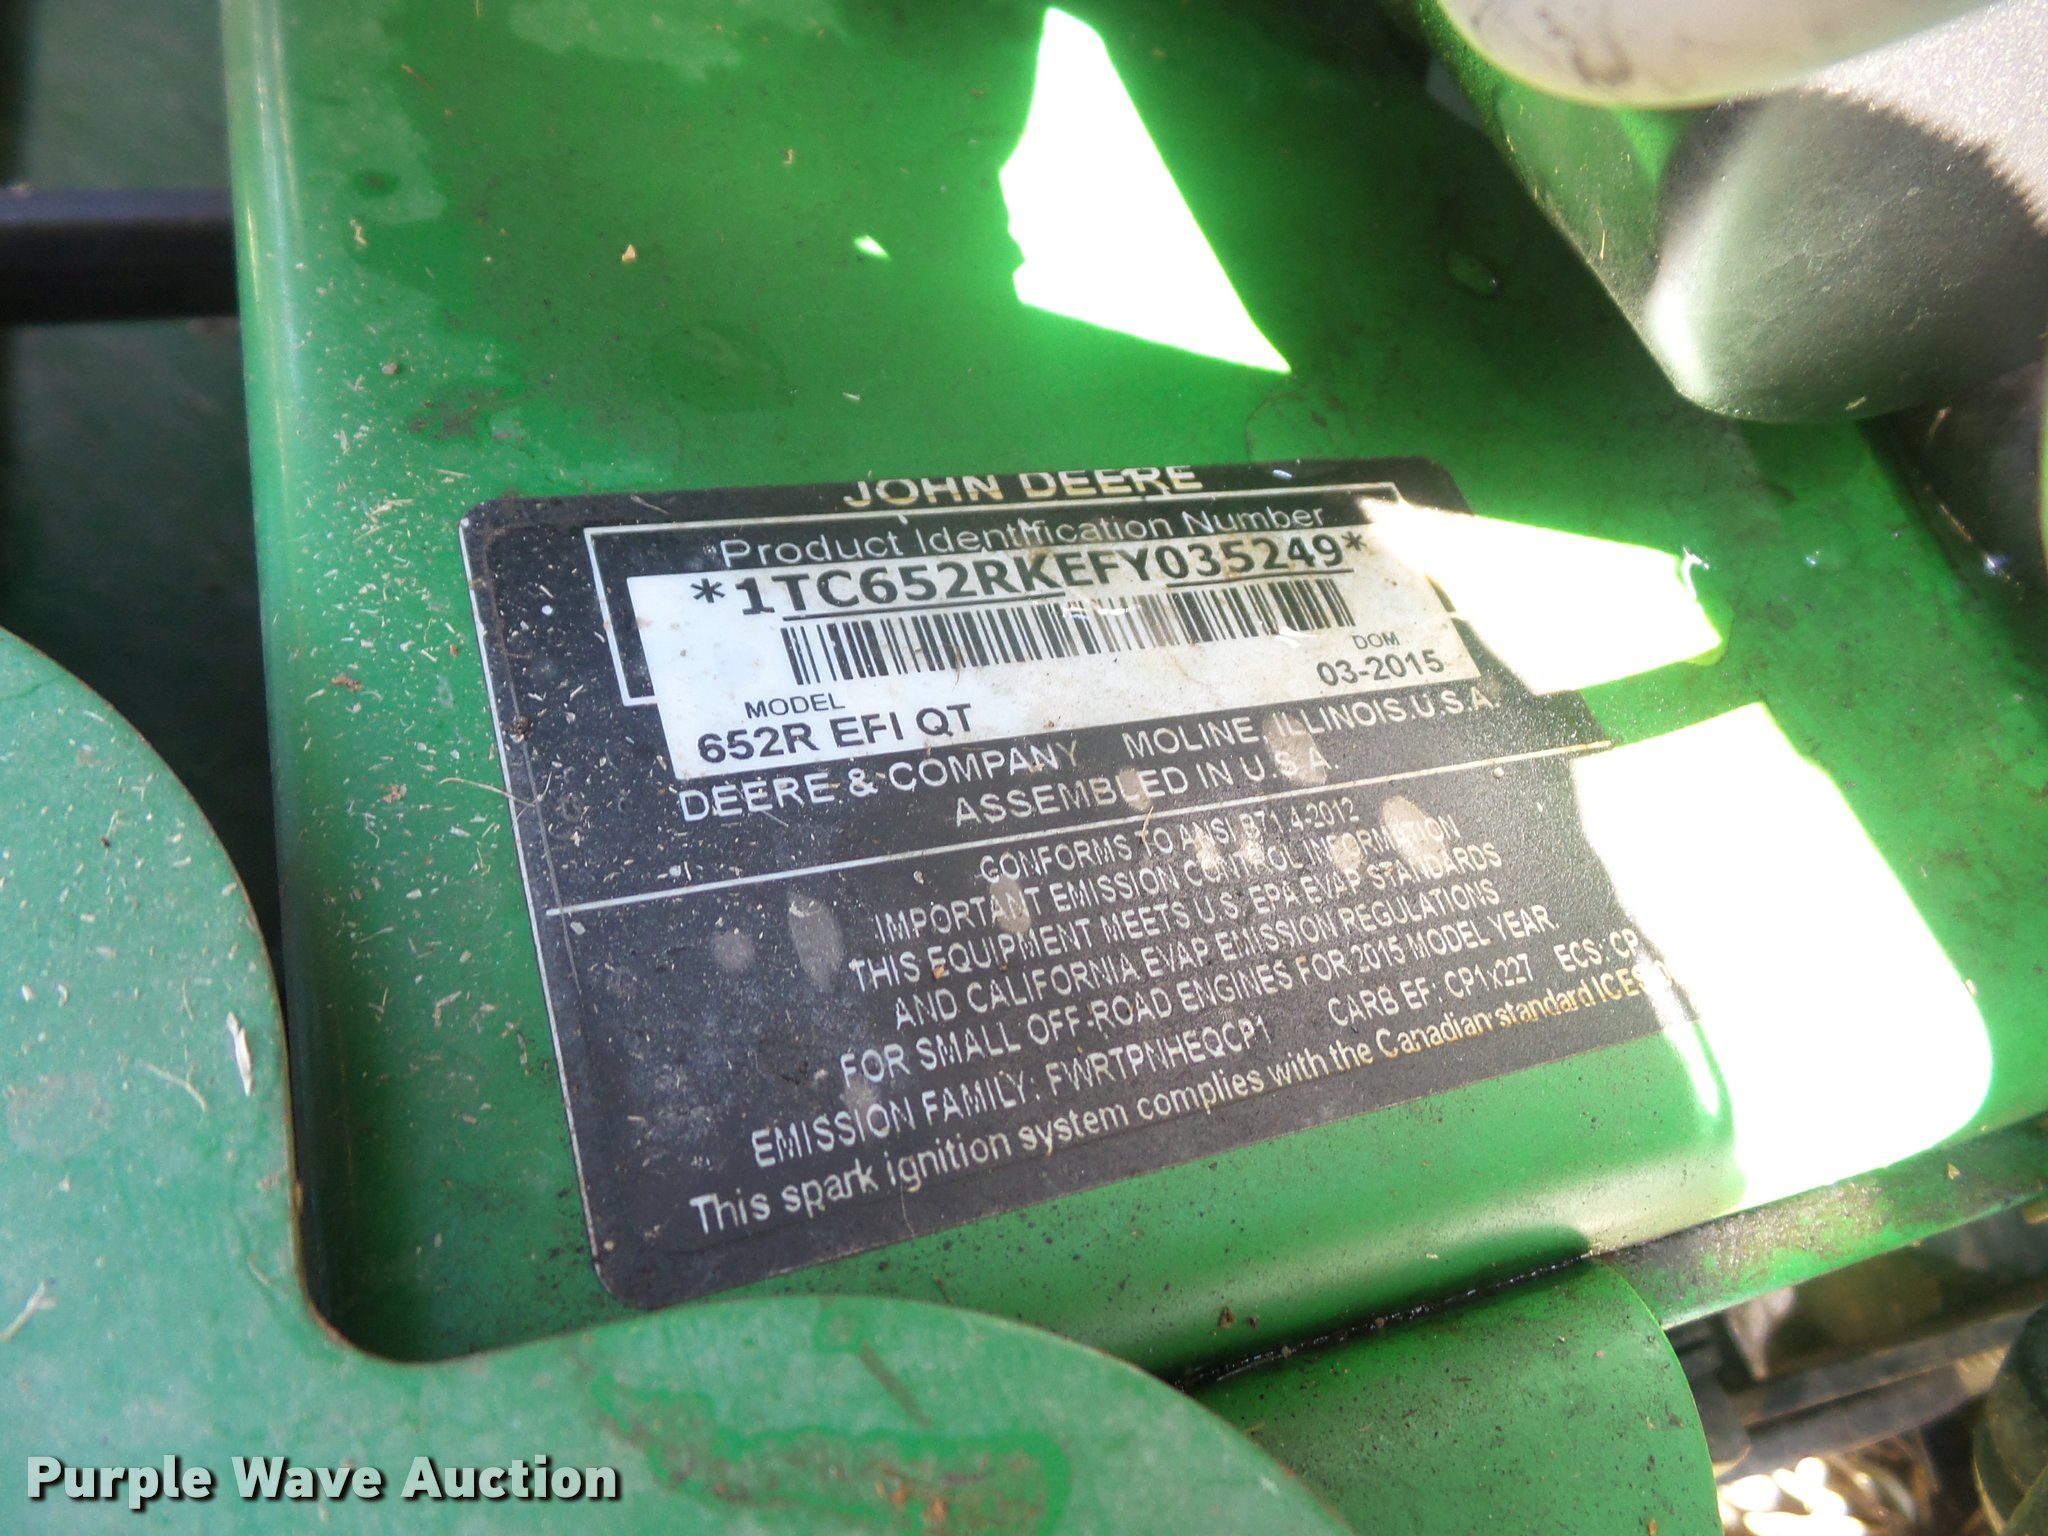 JOHN DEERE
Product Identification Number
*1TC652RKEFY035249*
MODEL
DOM
652R EFI QT
03-2015
DEERE & COMPANY MOLINE, ILLINOIS U.S.A.
ASSEMBLED IN U.S.A.
CONFORMS TO ANSI B71.4-2012
IMPORTANT EMISSION CONTROL INFORMATION
THIS EQUIPMENT MEETS U.S. EPA EVAP STANDARDS
AND CALIFORNIA EVAP EMISSION REGULATIONS
FOR SMALL OFF-ROAD ENGINES FOR 2015 MODEL YEAR.
EMISSION FAMILY: FWRTPNHEQCP1 CARB EF: CP1x227 ECS: CP
This spark ignition system complies with the Canadian standard
Purple Wave Auction